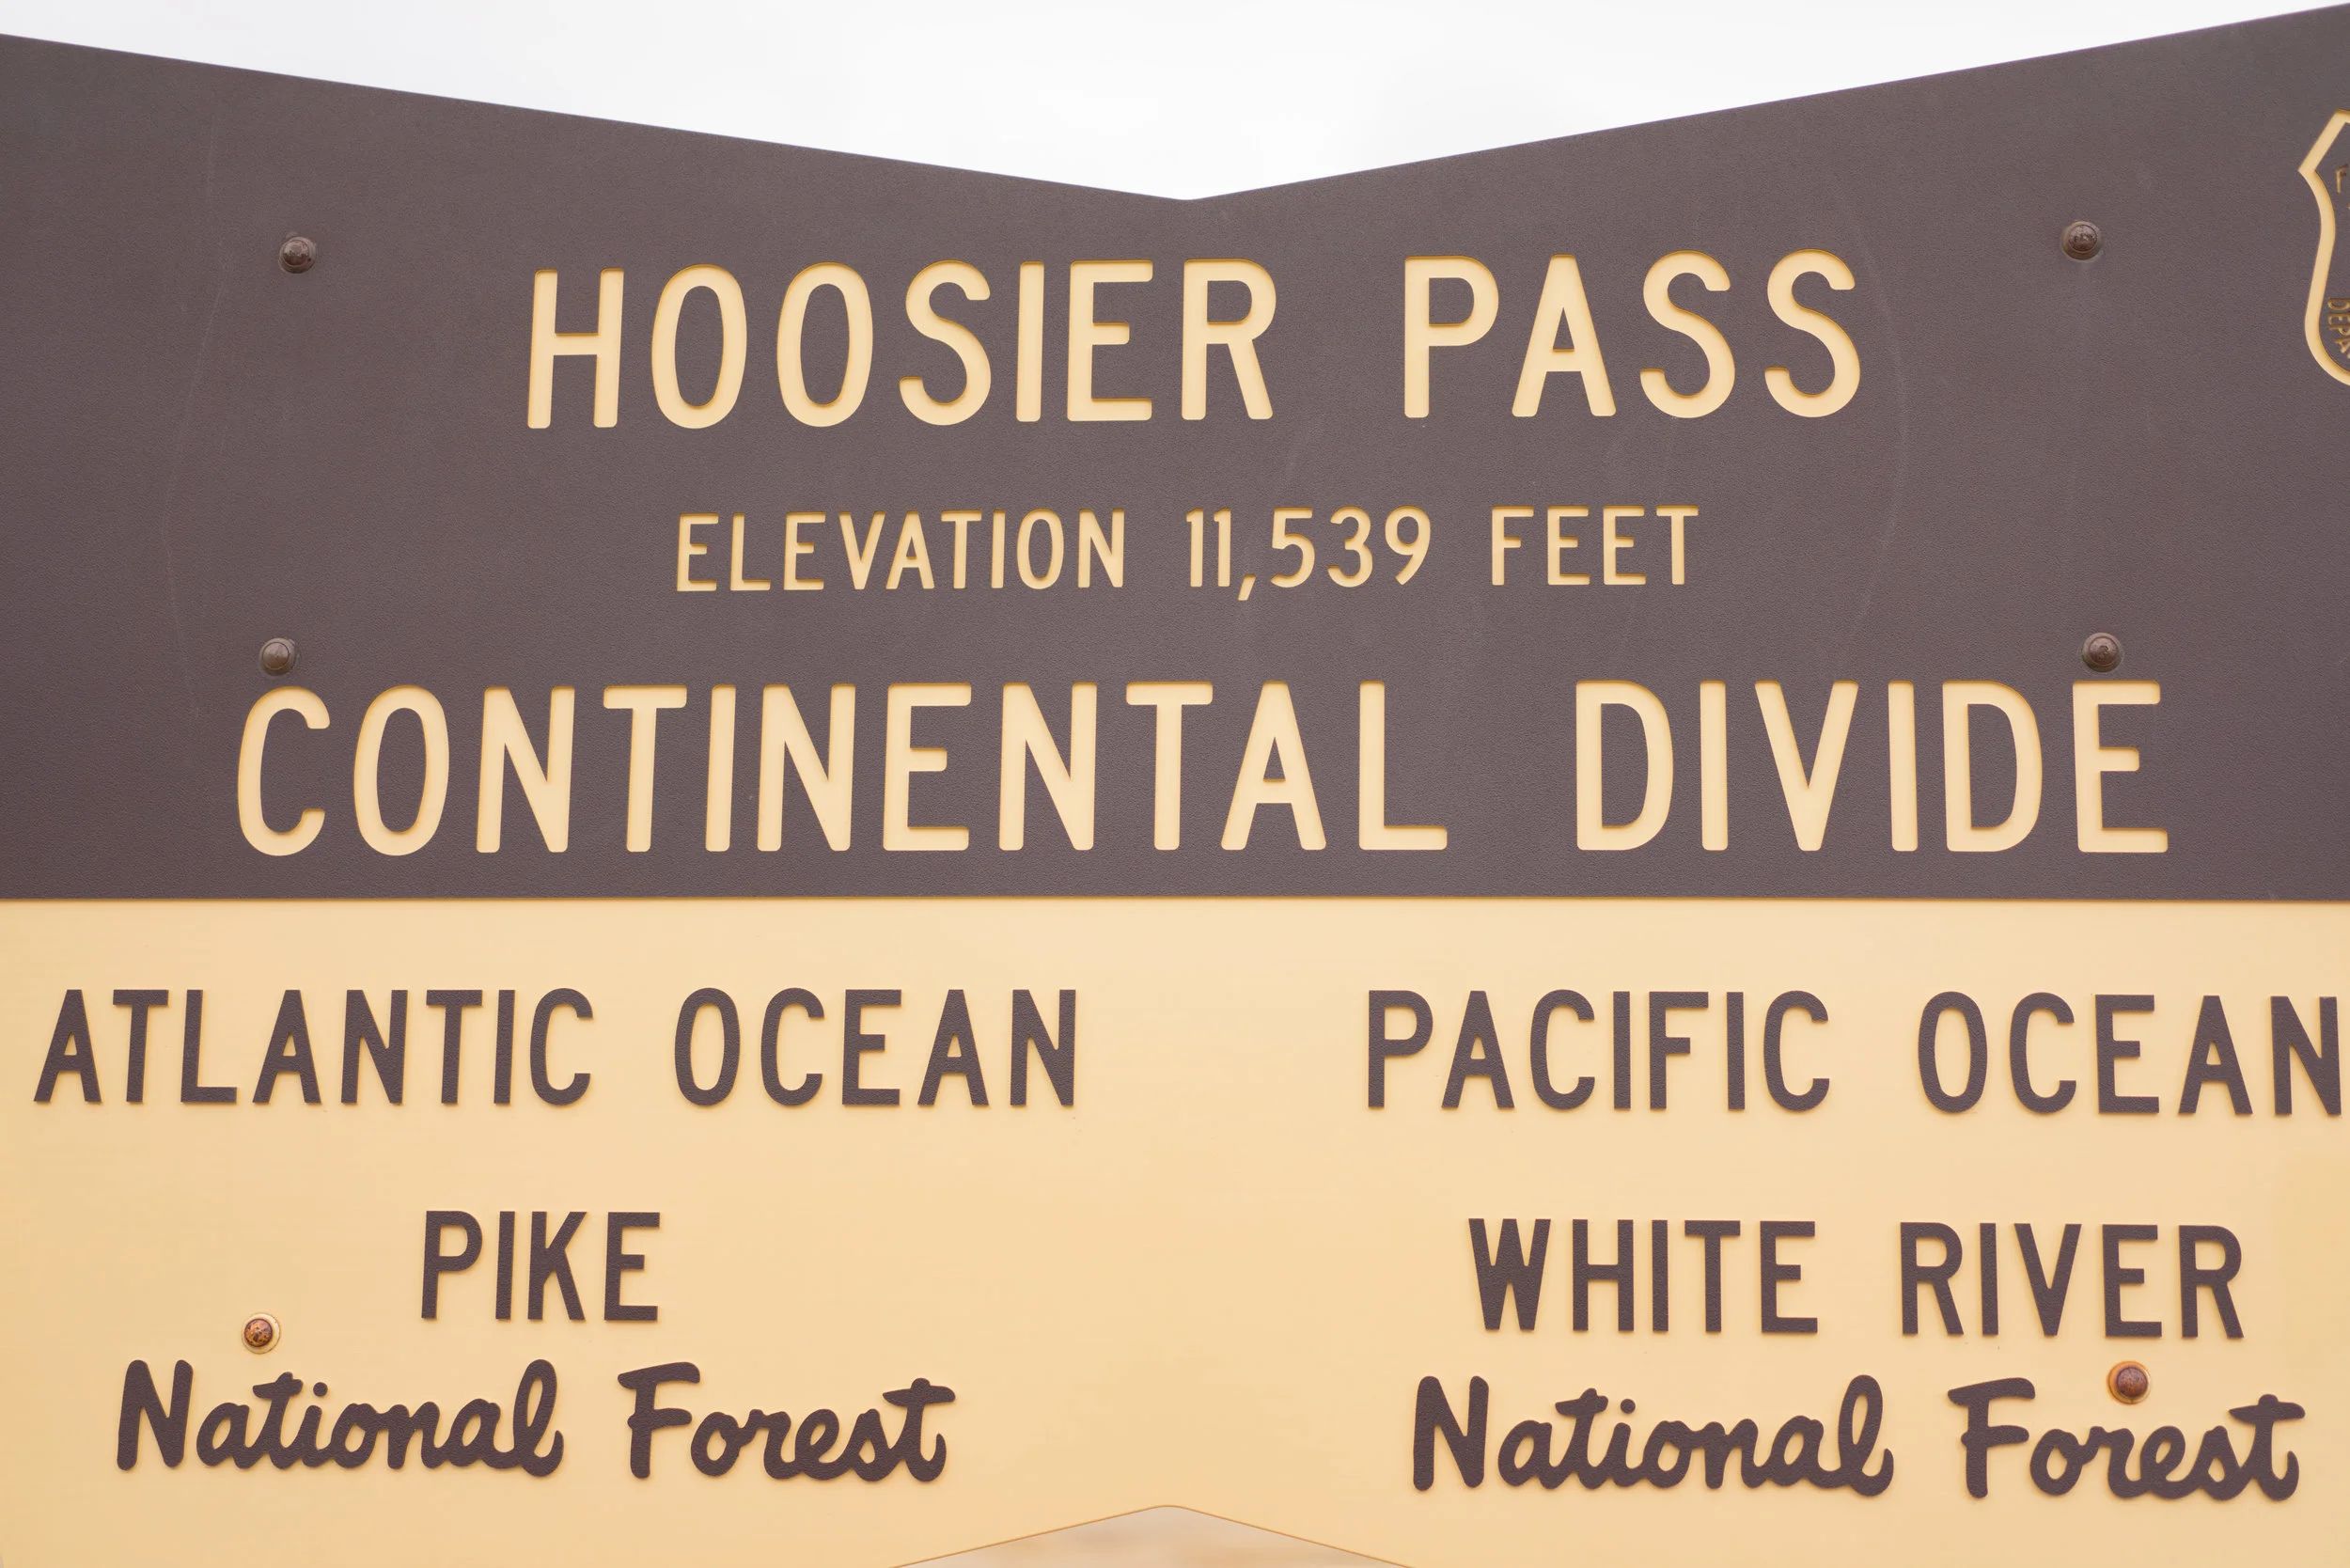 HOOSIER PASS
ELEVATION 11,539 FEET
CONTINENTAL DIVIDE
ATLANTIC OCEAN
PIKE
National Forest
PACIFIC OCEAN
WHITE RIVER
National Forest